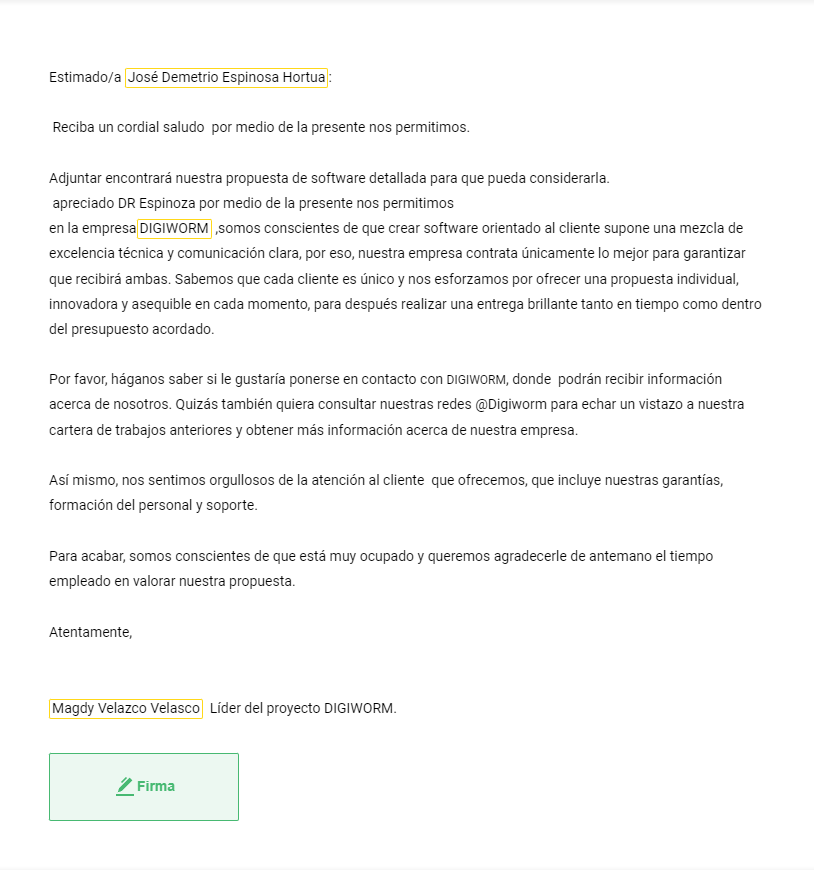 Estimado/a José Demetrio Espinosa Hortua:
Reciba un cordial saludo  por medio de la presente nos permitimos.
Adjuntar encontrará nuestra propuesta de software detallada para que pueda considerarla.
apreciado DR Espinoza por medio de la presente nos permitimos
en la empresa DIGIWORM ,somos conscientes de que crear software orientado al cliente supone una mezcla de
excelencia técnica y comunicación clara, por eso, nuestra empresa contrata únicamente lo mejor para garantizar
que recibirá ambas. Sabemos que cada cliente es único y nos esforzamos por ofrecer una propuesta individual,
innovadora y asequible en cada momento, para después realizar una entrega brillante tanto en tiempo como dentro
del presupuesto acordado.
Por favor, háganos saber si le gustaría ponerse en contacto con DIGIWORM, donde  podrán recibir información
acerca de nosotros. Quizás también quiera consultar nuestras redes @Digiworm para echar un vistazo a nuestra
cartera de trabajos anteriores y obtener más información acerca de nuestra empresa.
Así mismo, nos sentimos orgullosos de la atención al cliente  que ofrecemos, que incluye nuestras garantías,
formación del personal y soporte.
Para acabar, somos conscientes de que está muy ocupado y queremos agradecerle de antemano el tiempo
empleado en valorar nuestra propuesta.
Atentamente,
Magdy Velazco Velasco  Líder del proyecto DIGIWORM.
Firma